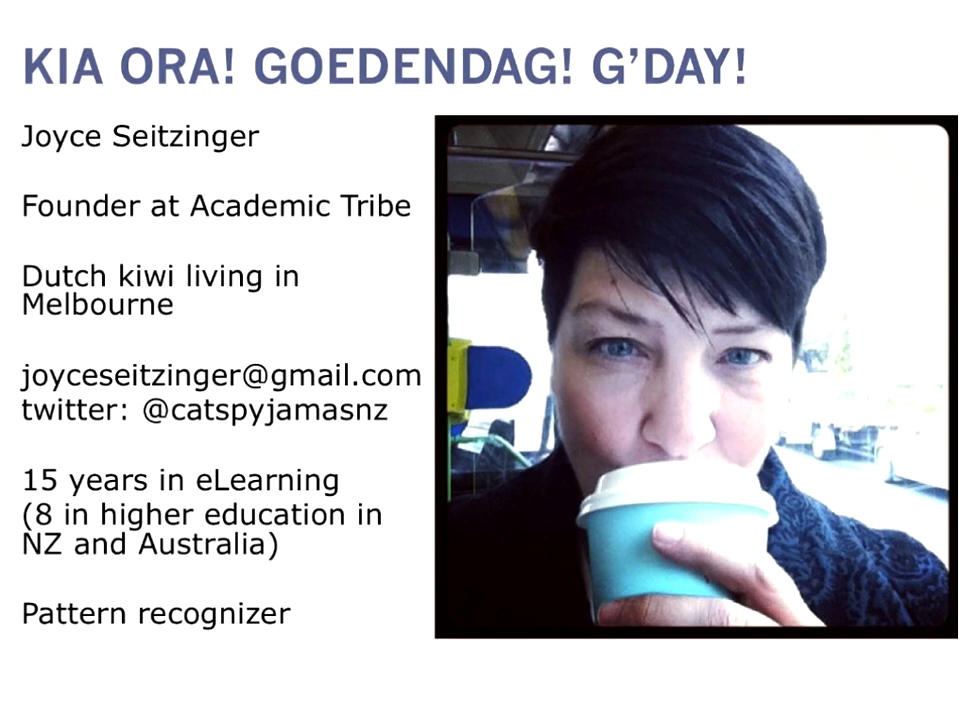 KIA ORA! GOEDENDAG! G’DAY!
Joyce Seitzinger
Founder at Academic Tribe
Dutch kiwi living in
Melbourne
joyceseitzinger@gmail.com
twitter: @catspyjamasnz
15 years in eLearning
(8 in higher education in
NZ and Australia)
Pattern recognizer